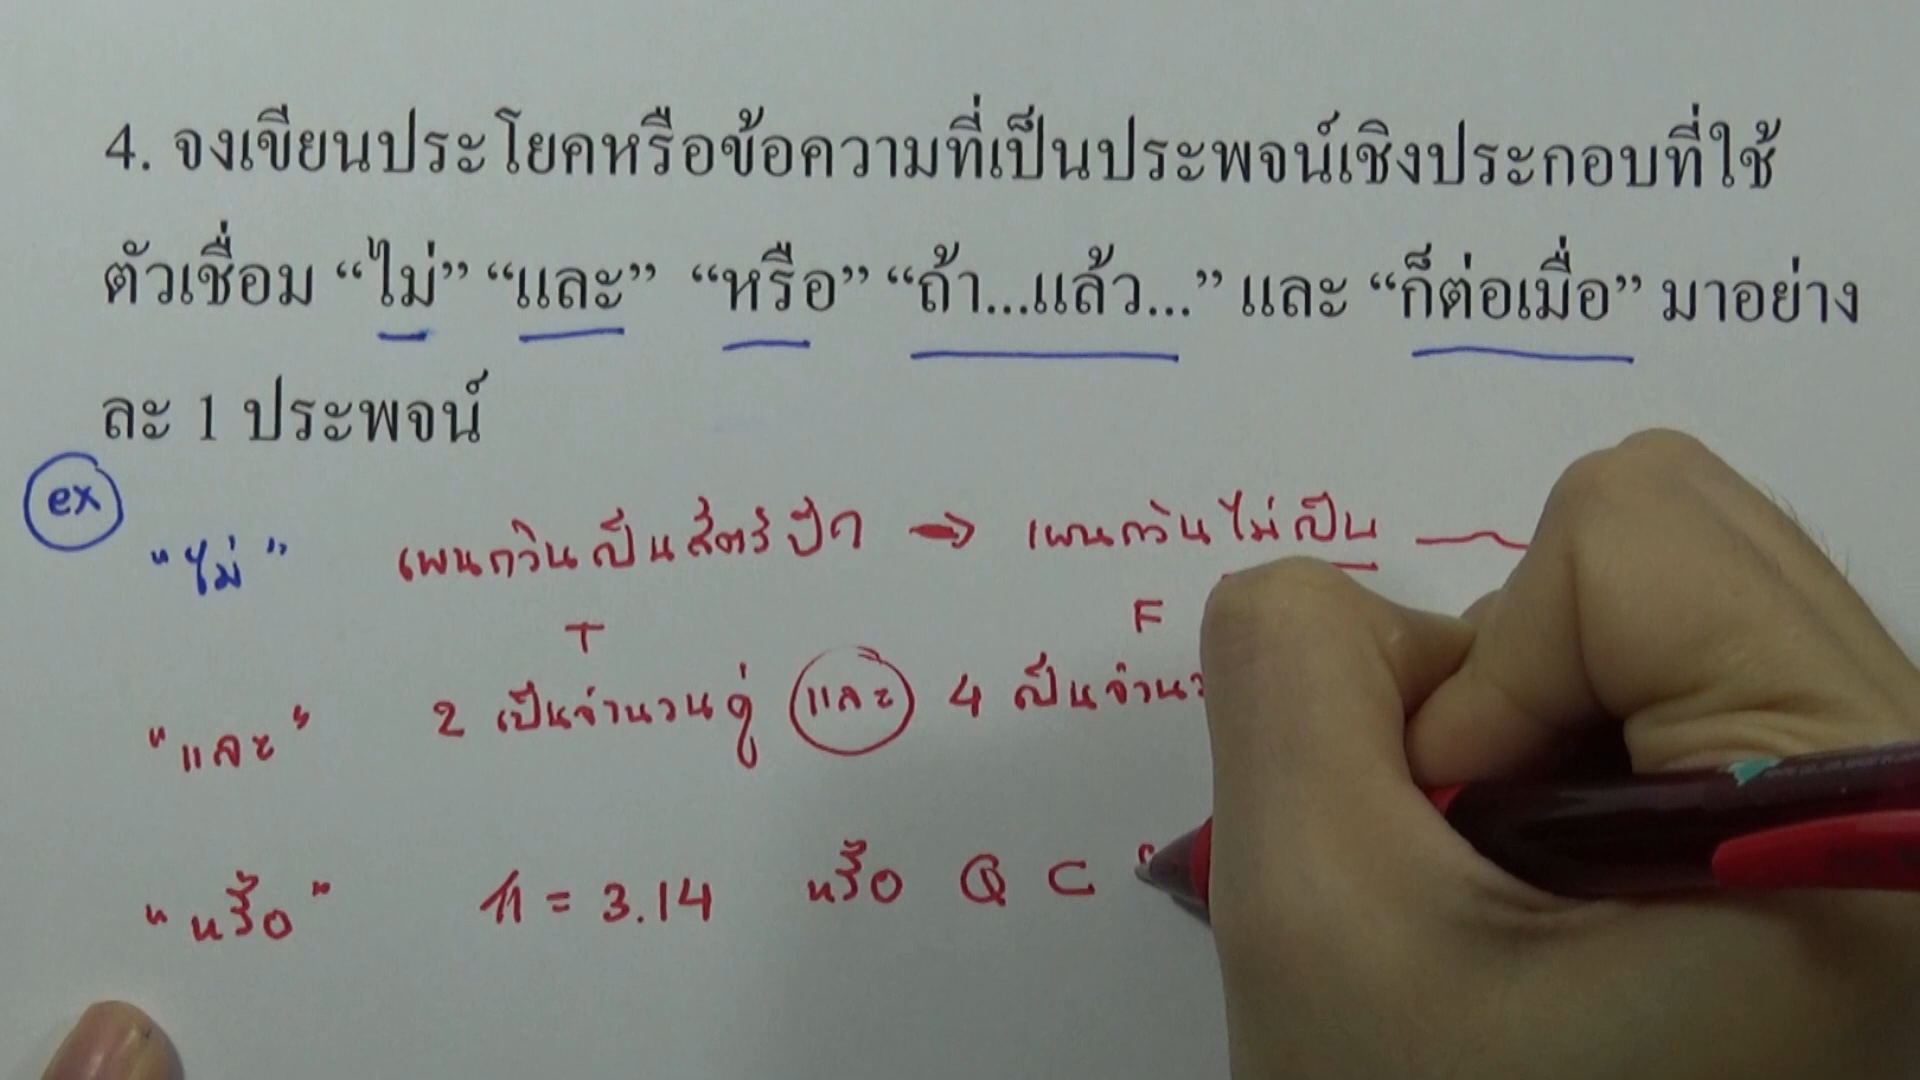 4. จงเขียนประโยคหรือข้อความที่เป็นประพจน์เชิงประกอบที่ใช้
ตัวเชื่อม “ไม่” “และ” “หรือ” “ถ้า...แล้ว...” และ “ก็ต่อเมื่อ” มาอย่าง
ละ 1 ประพจน์
ex
"ไม่" เพนกวินเป็นสัตว์ปีก → เพนกวินไม่เป็น
T F
"และ" 2 เป็นจำนวนคู่ และ 4 เป็นจำนว
"หรือ" π = 3.14 หรือ Q ⊂